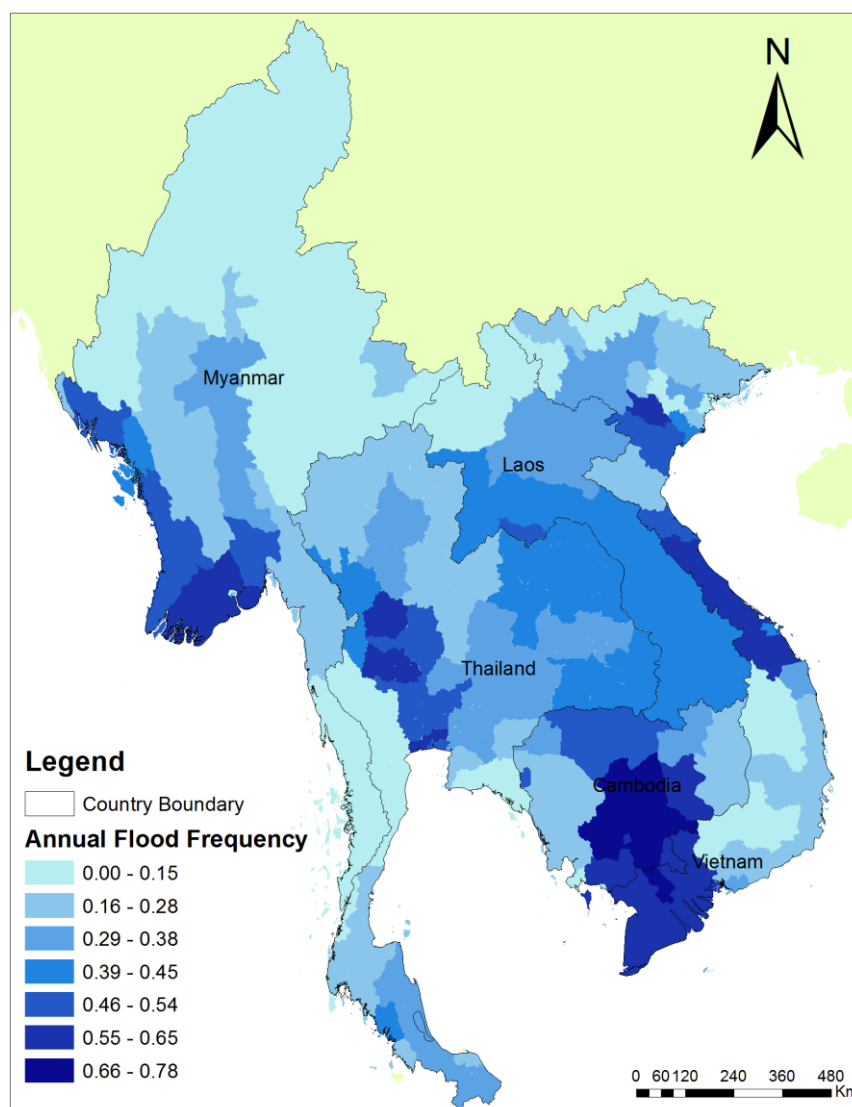 N
Myanmar
Laos
Thailand
Cambodia
Vietnam
Legend
Country Boundary
Annual Flood Frequency
0.00 - 0.15
0.16 - 0.28
0.29 - 0.38
0.39 - 0.45
0.46 - 0.54
0.55 - 0.65
0.66 - 0.78
0 60 120 240 360 480
Km